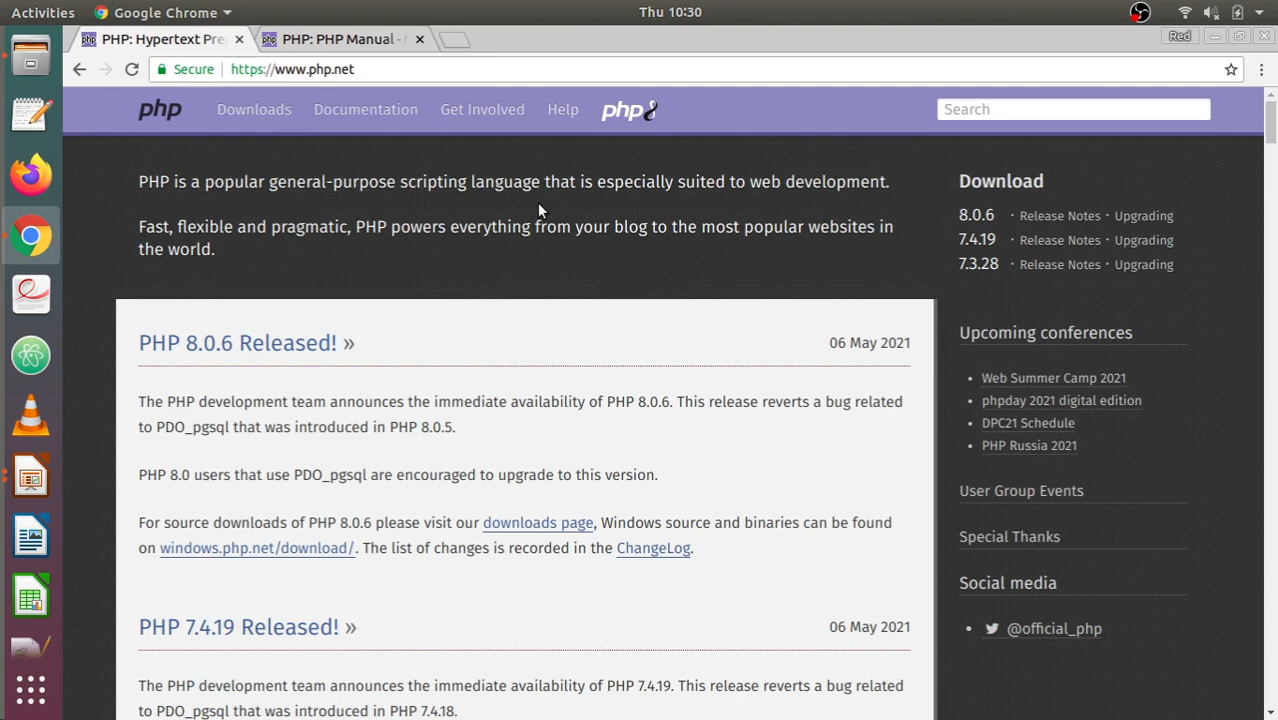 Activities
Google Chrome
Thu 10:30
PHP: Hypertext Pre
PHP: PHP Manual -
Red
Secure
https://www.php.net
php
Downloads
Documentation
Get Involved
Help
php8
Search
PHP is a popular general-purpose scripting language that is especially suited to web development.
Fast, flexible and pragmatic, PHP powers everything from your blog to the most popular websites in
the world.
Download
8.0.6 · Release Notes · Upgrading
7.4.19 · Release Notes · Upgrading
7.3.28 · Release Notes · Upgrading
PHP 8.0.6 Released! »
06 May 2021
The PHP development team announces the immediate availability of PHP 8.0.6. This release reverts a bug related
to PDO_pgsql that was introduced in PHP 8.0.5.
PHP 8.0 users that use PDO_pgsql are encouraged to upgrade to this version.
For source downloads of PHP 8.0.6 please visit our downloads page, Windows source and binaries can be found
on windows.php.net/download/. The list of changes is recorded in the ChangeLog.
PHP 7.4.19 Released! »
06 May 2021
The PHP development team announces the immediate availability of PHP 7.4.19. This release reverts a bug related
to PDO_pgsql that was introduced in PHP 7.4.18.
Upcoming conferences
Web Summer Camp 2021
phpday 2021 digital edition
DPC21 Schedule
PHP Russia 2021
User Group Events
Special Thanks
Social media
@official_php